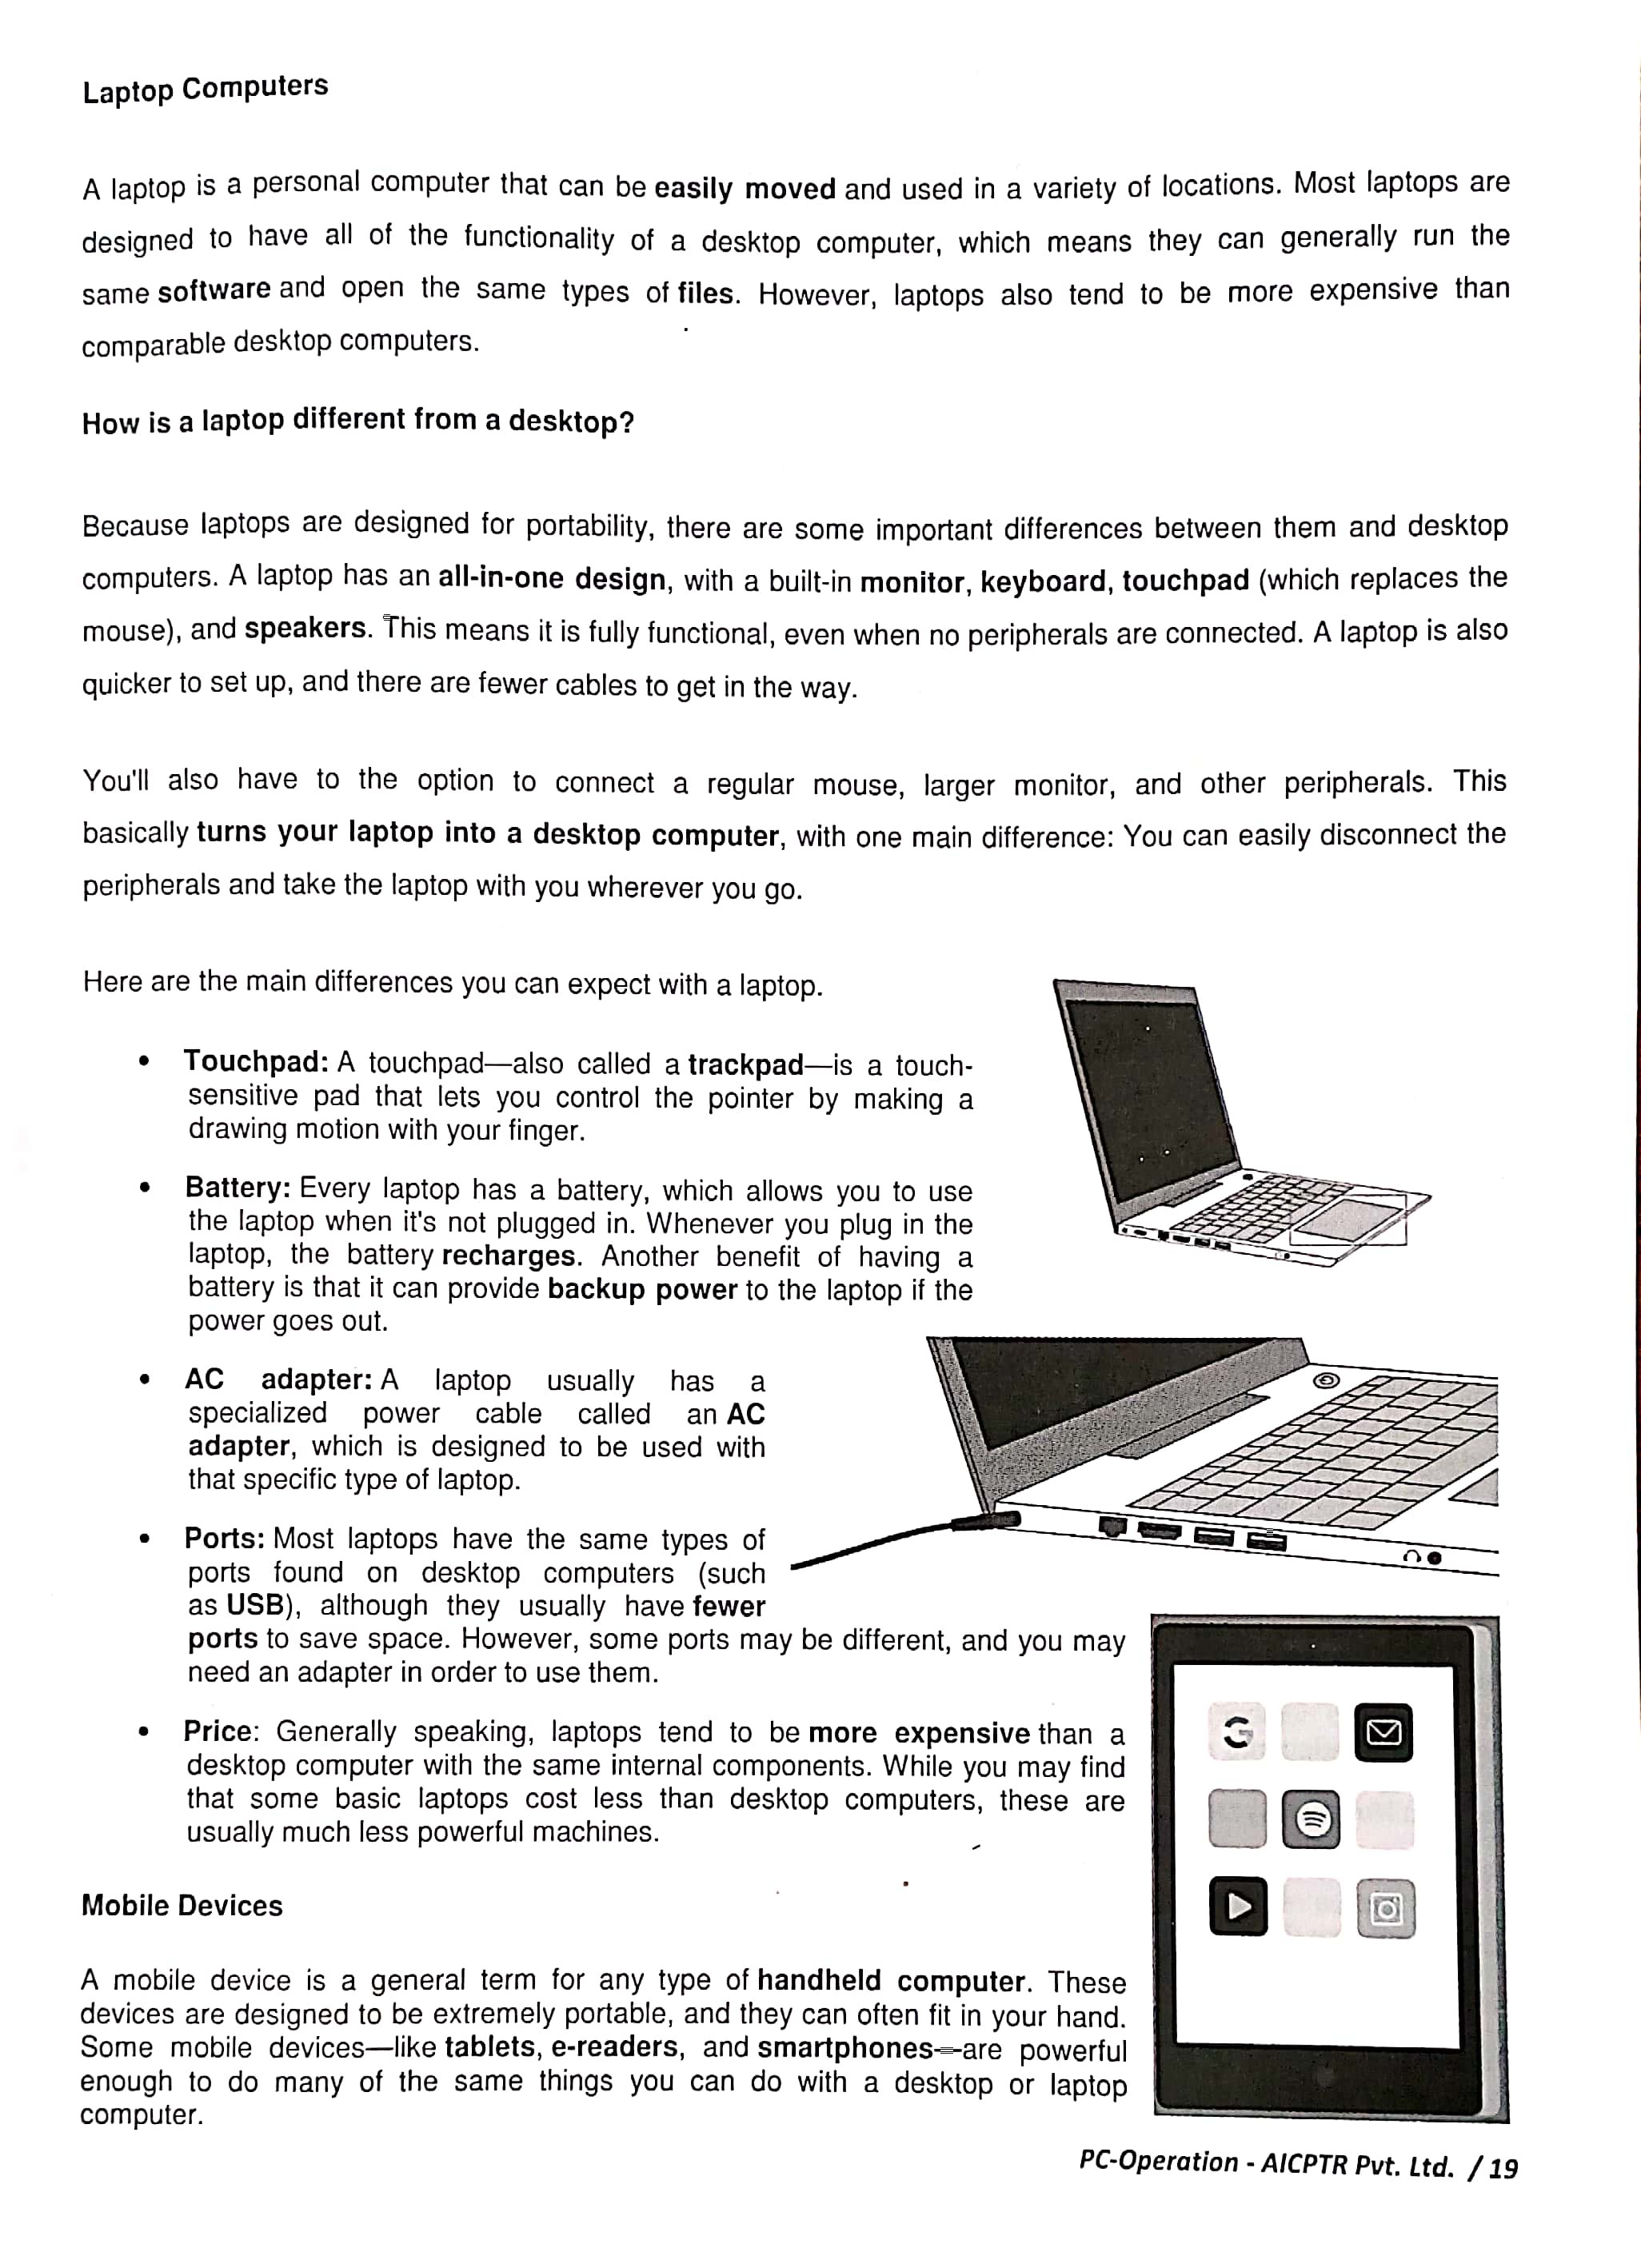 Laptop Computers
A laptop is a personal computer that can be easily moved and used in a variety of locations. Most laptops are
designed to have all of the functionality of a desktop computer, which means they can generally run the
same software and open the same types of files. However, laptops also tend to be more expensive than
comparable desktop computers.
How is a laptop different from a desktop?
Because laptops are designed for portability, there are some important differences between them and desktop
computers. A laptop has an all-in-one design, with a built-in monitor, keyboard, touchpad (which replaces the
mouse), and speakers. This means it is fully functional, even when no peripherals are connected. A laptop is also
quicker to set up, and there are fewer cables to get in the way.
You'll also have to the option to connect a regular mouse, larger monitor, and other peripherals. This
basically turns your laptop into a desktop computer, with one main difference: You can easily disconnect the
peripherals and take the laptop with you wherever you go.
Here are the main differences you can expect with a laptop.
• Touchpad: A touchpad—also called a trackpad—is a touch-
sensitive pad that lets you control the pointer by making a
drawing motion with your finger.
• Battery: Every laptop has a battery, which allows you to use
the laptop when it's not plugged in. Whenever you plug in the
laptop, the battery recharges. Another benefit of having a
battery is that it can provide backup power to the laptop if the
power goes out.
• AC adapter: A laptop usually has a
specialized power cable called an AC
adapter, which is designed to be used with
that specific type of laptop.
• Ports: Most laptops have the same types of
ports found on desktop computers (such
as USB), although they usually have fewer
ports to save space. However, some ports may be different, and you may
need an adapter in order to use them.
• Price: Generally speaking, laptops tend to be more expensive than a
desktop computer with the same internal components. While you may find
that some basic laptops cost less than desktop computers, these are
usually much less powerful machines.
Mobile Devices
A mobile device is a general term for any type of handheld computer. These
devices are designed to be extremely portable, and they can often fit in your hand.
Some mobile devices—like tablets, e-readers, and smartphones—are powerful
enough to do many of the same things you can do with a desktop or laptop
computer.
G
PC-Operation - AICPTR Pvt. Ltd. / 19